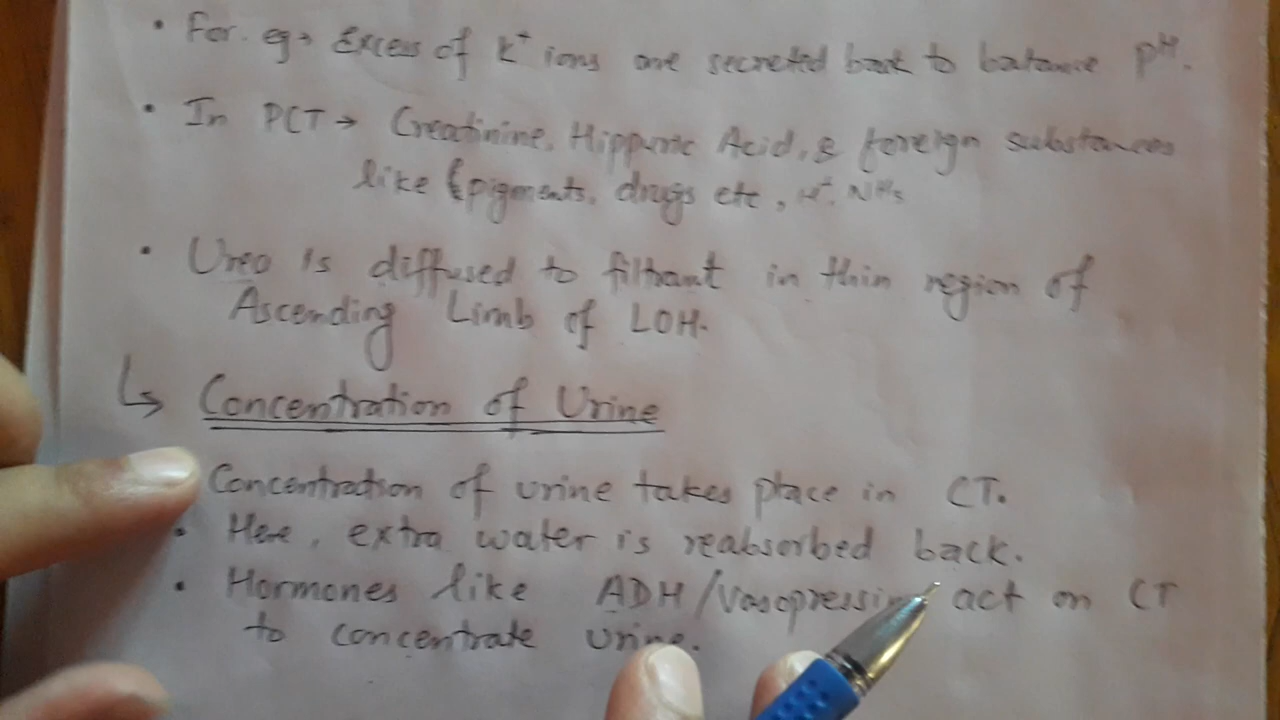 • For. eg→ Excess of K⁺ ions are secreted back to balance pH.
• In PCT → Creatinine, Hippuric Acid, & foreign substances
like (pigments, drugs etc, H⁺, NH₃
• Urea is diffused to filtrant in thin region of
Ascending Limb of LOH.
↳ Concentration of Urine
Concentration of urine takes place in CT.
• Here, extra water is reabsorbed back.
• Hormones like ADH/Vasopressin act on CT
to concentrate urine.